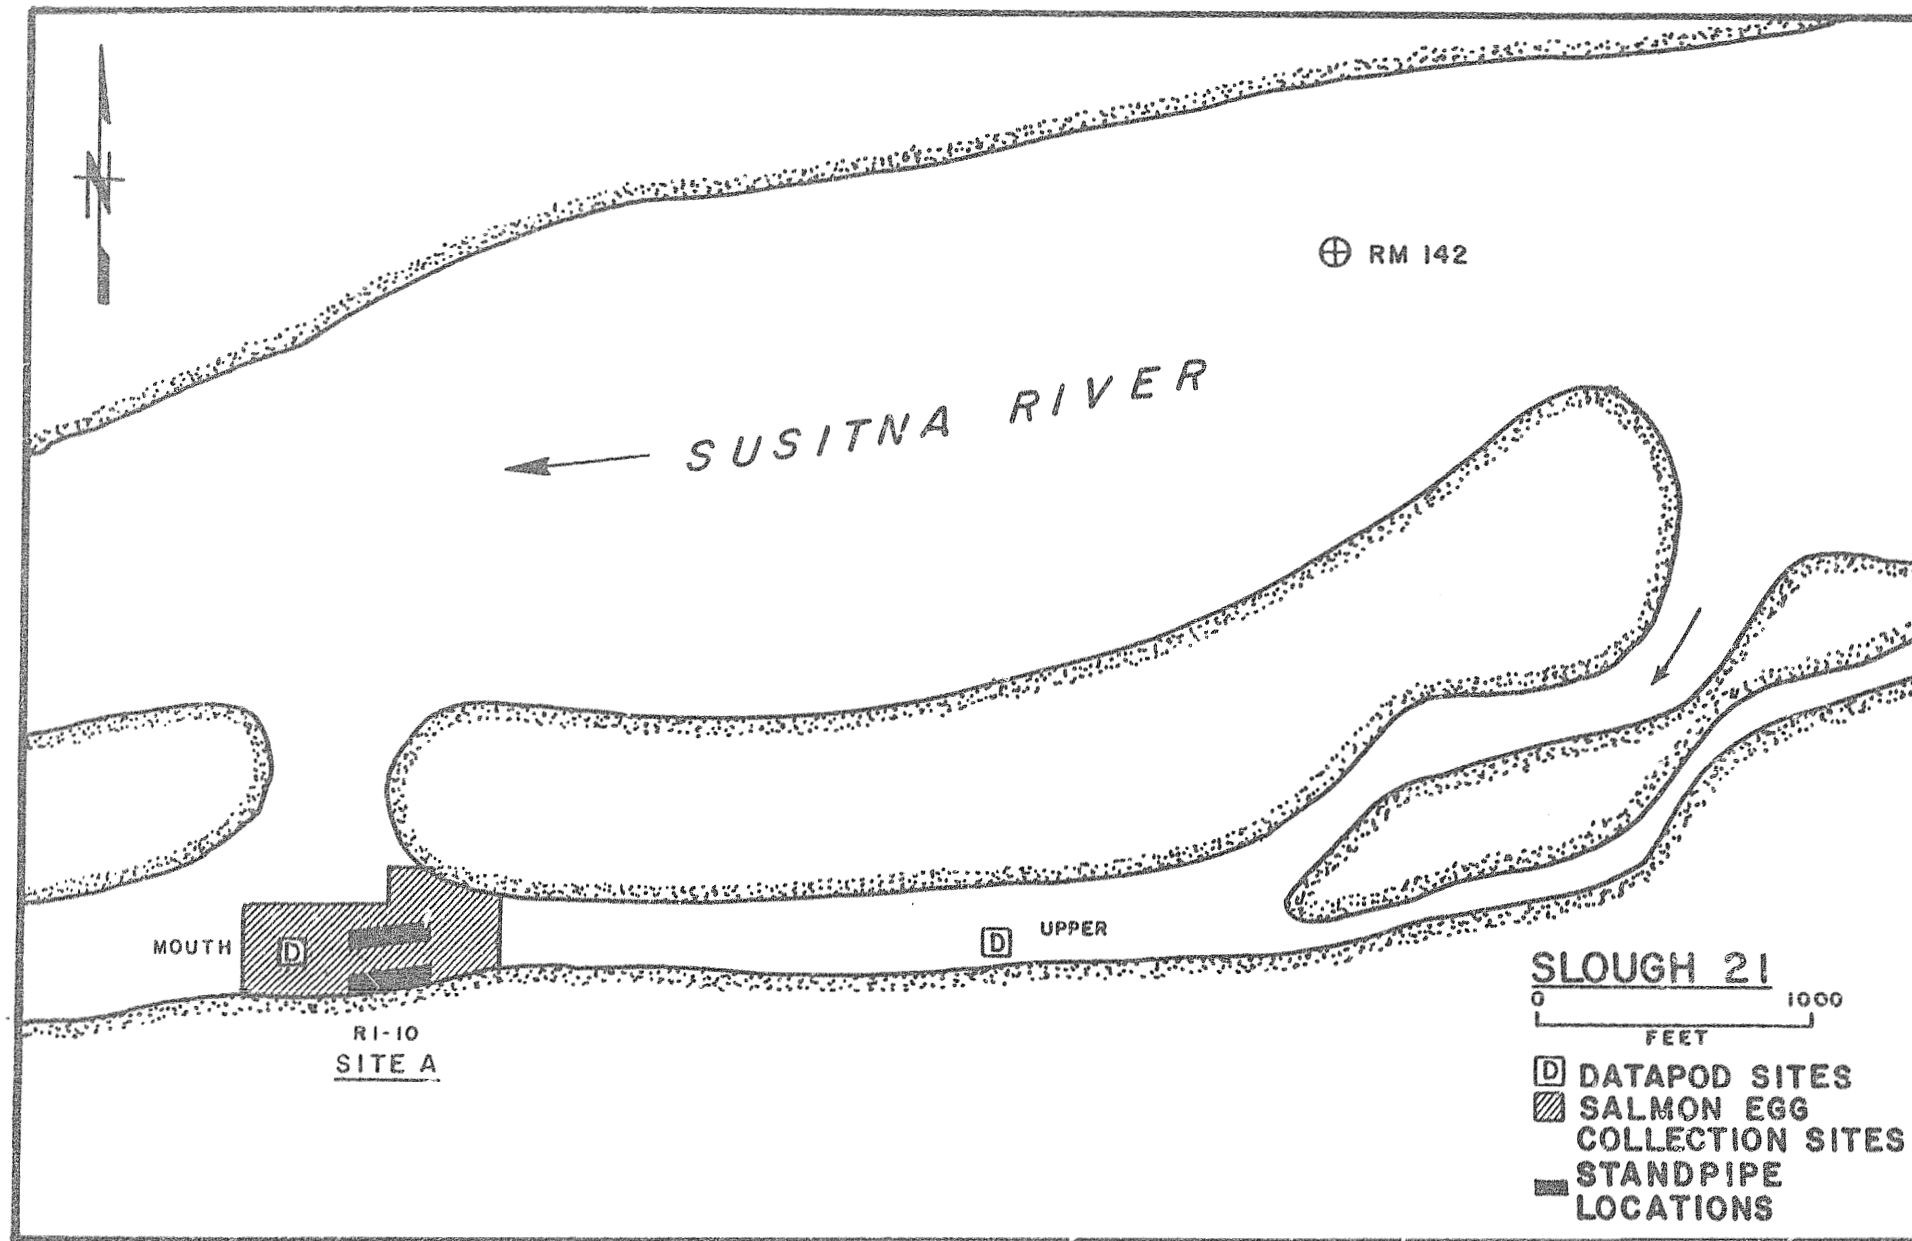 N
RM 142
SUSITNA RIVER
MOUTH
D
D
UPPER
R1-10
SITE A
SLOUGH 21
0 1000
FEET
D DATAPOD SITES
SALMON EGG
COLLECTION SITES
STANDPIPE
LOCATIONS